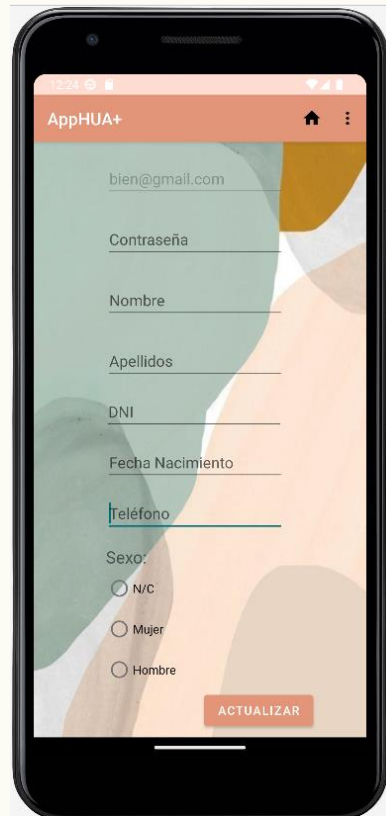 12:24
AppHUA+
bien@gmail.com
Contraseña
Nombre
Apellidos
DNI
Fecha Nacimiento
Teléfono
Sexo:
N/C
Mujer
Hombre
ACTUALIZAR